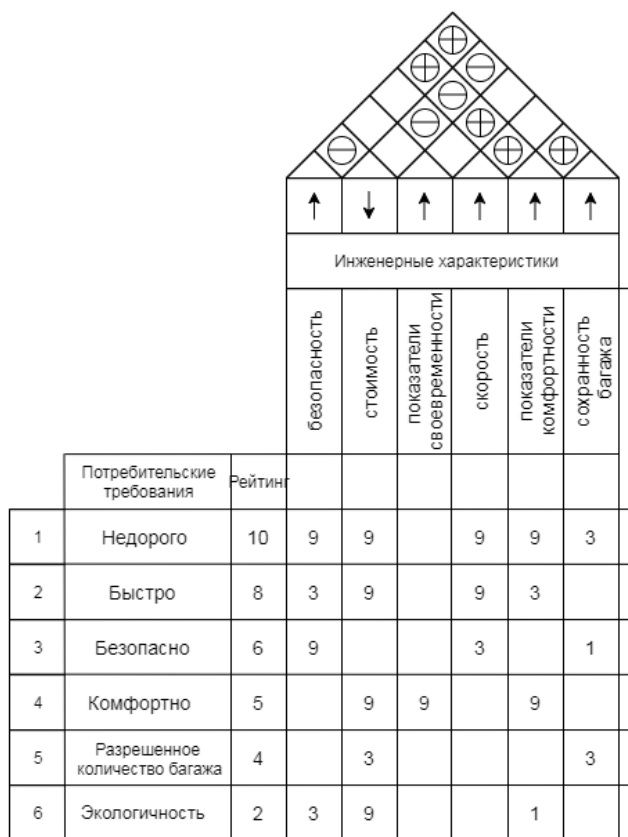 Инженерные характеристики
безопасность
стоимость
показатели
своевременности
скорость
показатели
комфортности
сохранность
багажа
Потребительские
требования
Рейтинг
1 Недорого 10 9 9 9 9 3
2 Быстро 8 3 9 9 3
3 Безопасно 6 9 3 1
4 Комфортно 5 9 9 9
5 Разрешенное
количество багажа 4 3 3
6 Экологичность 2 3 9 1